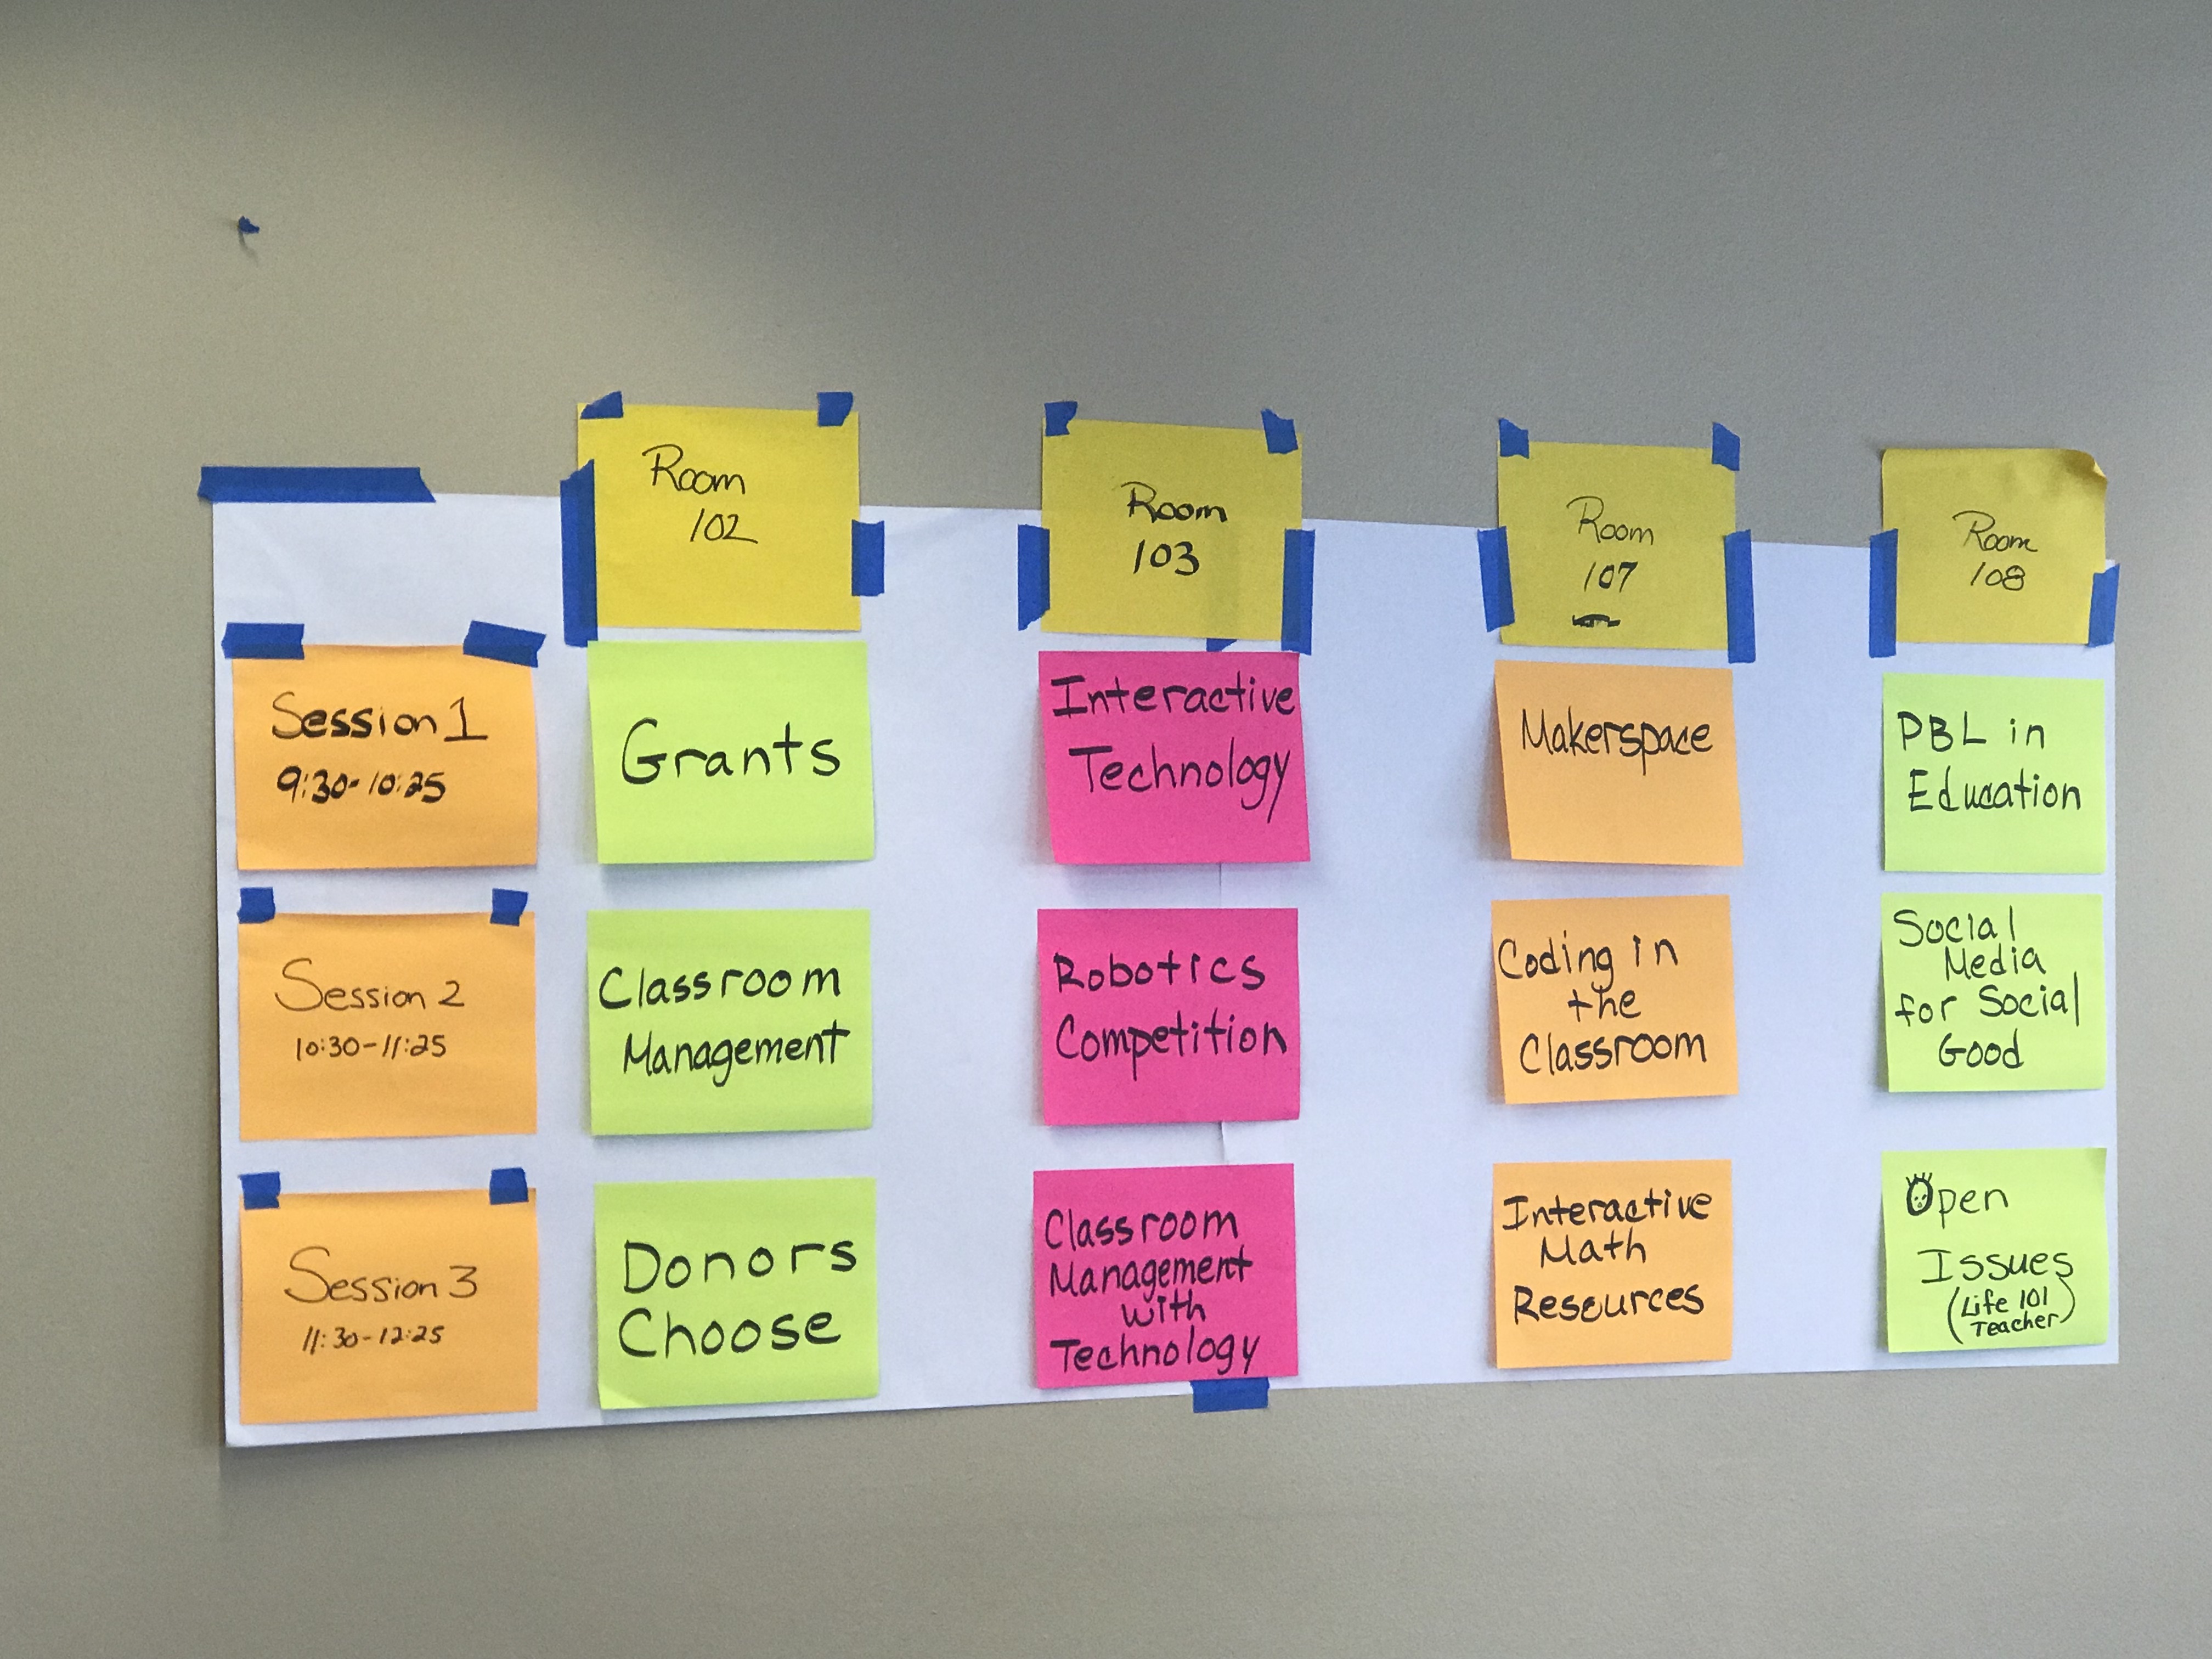 Room
102
Room
103
Room
107
Room
108
Session 1
9:30-10:25
Grants
Interactive
Technology
Makerspace
PBL in
Education
Session 2
10:30-11:25
Classroom
Management
Robotics
Competition
Coding in
the
Classroom
Social
Media
for Social
Good
Session 3
11:30-12:25
Donors
Choose
Classroom
Management
with
Technology
Interactive
Math
Resources
Open
Issues
(Life 101
Teacher)